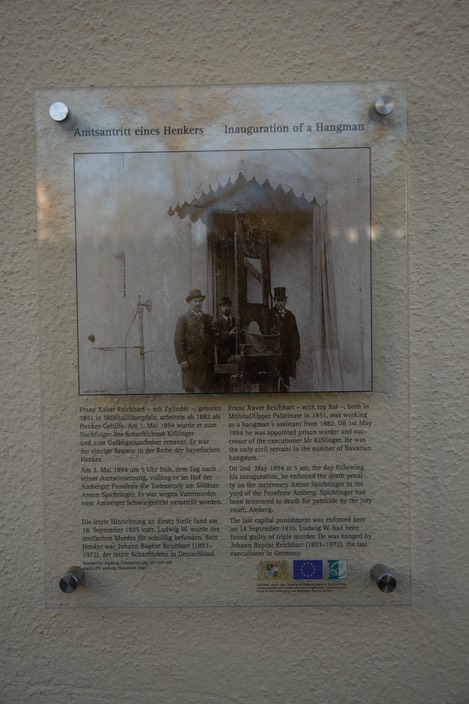 Amtsantritt eines Henkers
Inauguration of a Hangman
Franz Xaver Reichhart – mit Zylinder –, geboren
1851 in Mühltal/Oberpfalz, arbeitete ab 1882 als
Henker-Gehilfe. Am 1. Mai 1894 wurde er zum
Nachfolger des Scharfrichters Kißlinger
und zum Gefängnisaufseher ernannt. Er war
der einzige Beamte in der Reihe der bayerischen
Henker.
Am 2. Mai 1894 um 5 Uhr früh, dem Tag nach
seiner Amtseinsetzung, vollzog er im Hof der
Amberger Fronfeste die Todesstrafe am Söldner
Anton Spichtinger. Er war wegen Vatermordes
vom Amberger Schwurgericht verurteilt worden.
Die letzte Hinrichtung an dieser Stelle fand am
18. September 1935 statt. Ludwig W. wurde des
dreifachen Mordes für schuldig befunden. Sein
Henker war Johann Baptist Reichhart (1893–
1972), der letzte Scharfrichter in Deutschland.
Franz Xaver Reichhart – with top hat –, born in
Mühltal/Upper Palatinate in 1851, was working
as a hangman's assistant from 1882. On 1st May
1894 he was appointed prison warder and suc-
cessor of the executioner Mr Kißlinger. He was
the only civil servant in the number of Bavarian
hangmen.
On 2nd May 1894 at 5 am, the day following
his inauguration, he enforced the death penal-
ty on the mercenary Anton Spichtinger in the
yard of the Fronfeste Amberg. Spichtinger had
been sentenced to death for patricide by the jury
court, Amberg.
The last capital punishment was enforced here
on 18 September 1935. Ludwig W. had been
found guilty of triple murder. He was hanged by
Johann Baptist Reichhart (1893–1972), the last
executioner in Germany.